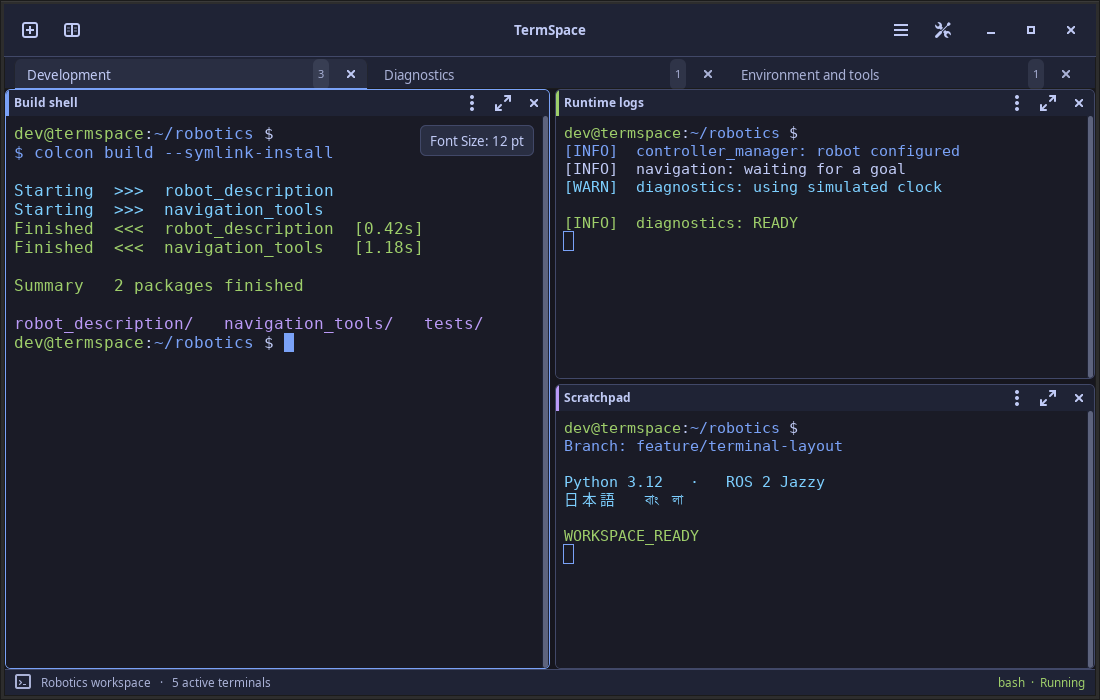 TermSpace
Development 3
Diagnostics 1
Environment and tools 1
Build shell
dev@termspace:~/robotics $
$ colcon build --symlink-install
Font Size: 12 pt
Starting >>> robot_description
Starting >>> navigation_tools
Finished <<< robot_description [0.42s]
Finished <<< navigation_tools [1.18s]
Summary 2 packages finished
robot_description/ navigation_tools/ tests/
dev@termspace:~/robotics $
Runtime logs
dev@termspace:~/robotics $
[INFO] controller_manager: robot configured
[INFO] navigation: waiting for a goal
[WARN] diagnostics: using simulated clock
[INFO] diagnostics: READY
Scratchpad
dev@termspace:~/robotics $
Branch: feature/terminal-layout
Python 3.12 · ROS 2 Jazzy
日本語 বাংলা
WORKSPACE_READY
Robotics workspace · 5 active terminals
bash · Running